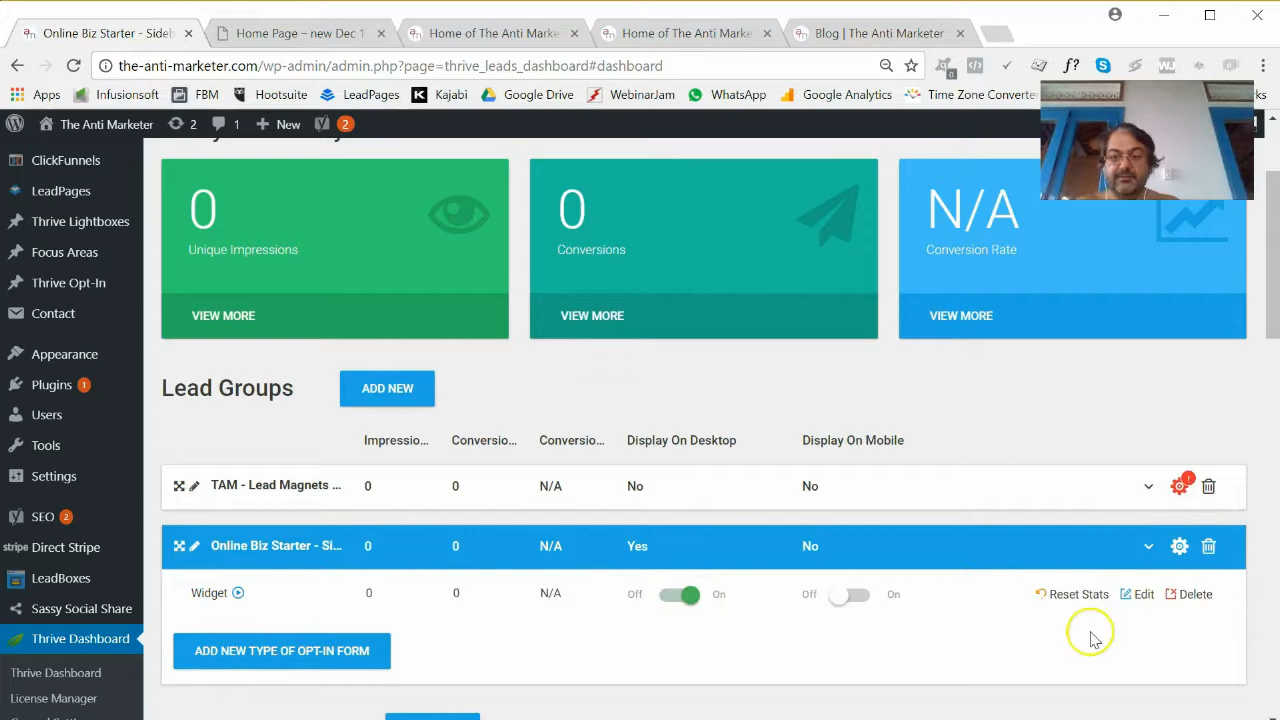 Online Biz Starter - Sideb
Home Page – new Dec 1
Home of The Anti Marke
Home of The Anti Marke
Blog | The Anti Marketer
the-anti-marketer.com/wp-admin/admin.php?page=thrive_leads_dashboard#dashboard
f?
WJ
0
Apps
Infusionsoft
FBM
Hootsuite
LeadPages
Kajabi
Google Drive
WebinarJam
WhatsApp
Google Analytics
Time Zone Converte
The Anti Marketer
2
1
New
2
ClickFunnels
LeadPages
Thrive Lightboxes
Focus Areas
Thrive Opt-In
Contact
Appearance
Plugins 1
Users
Tools
Settings
SEO 2
stripe Direct Stripe
LeadBoxes
Sassy Social Share
Thrive Dashboard
Thrive Dashboard
License Manager
0
Unique Impressions
VIEW MORE
0
Conversions
VIEW MORE
N/A
Conversion Rate
VIEW MORE
Lead Groups
ADD NEW
Impressio...
Conversio...
Conversio...
Display On Desktop
Display On Mobile
TAM - Lead Magnets ...
0
0
N/A
No
No
!
Online Biz Starter - Si...
0
0
N/A
Yes
No
Widget
0
0
N/A
Off
On
Off
On
Reset Stats
Edit
Delete
ADD NEW TYPE OF OPT-IN FORM